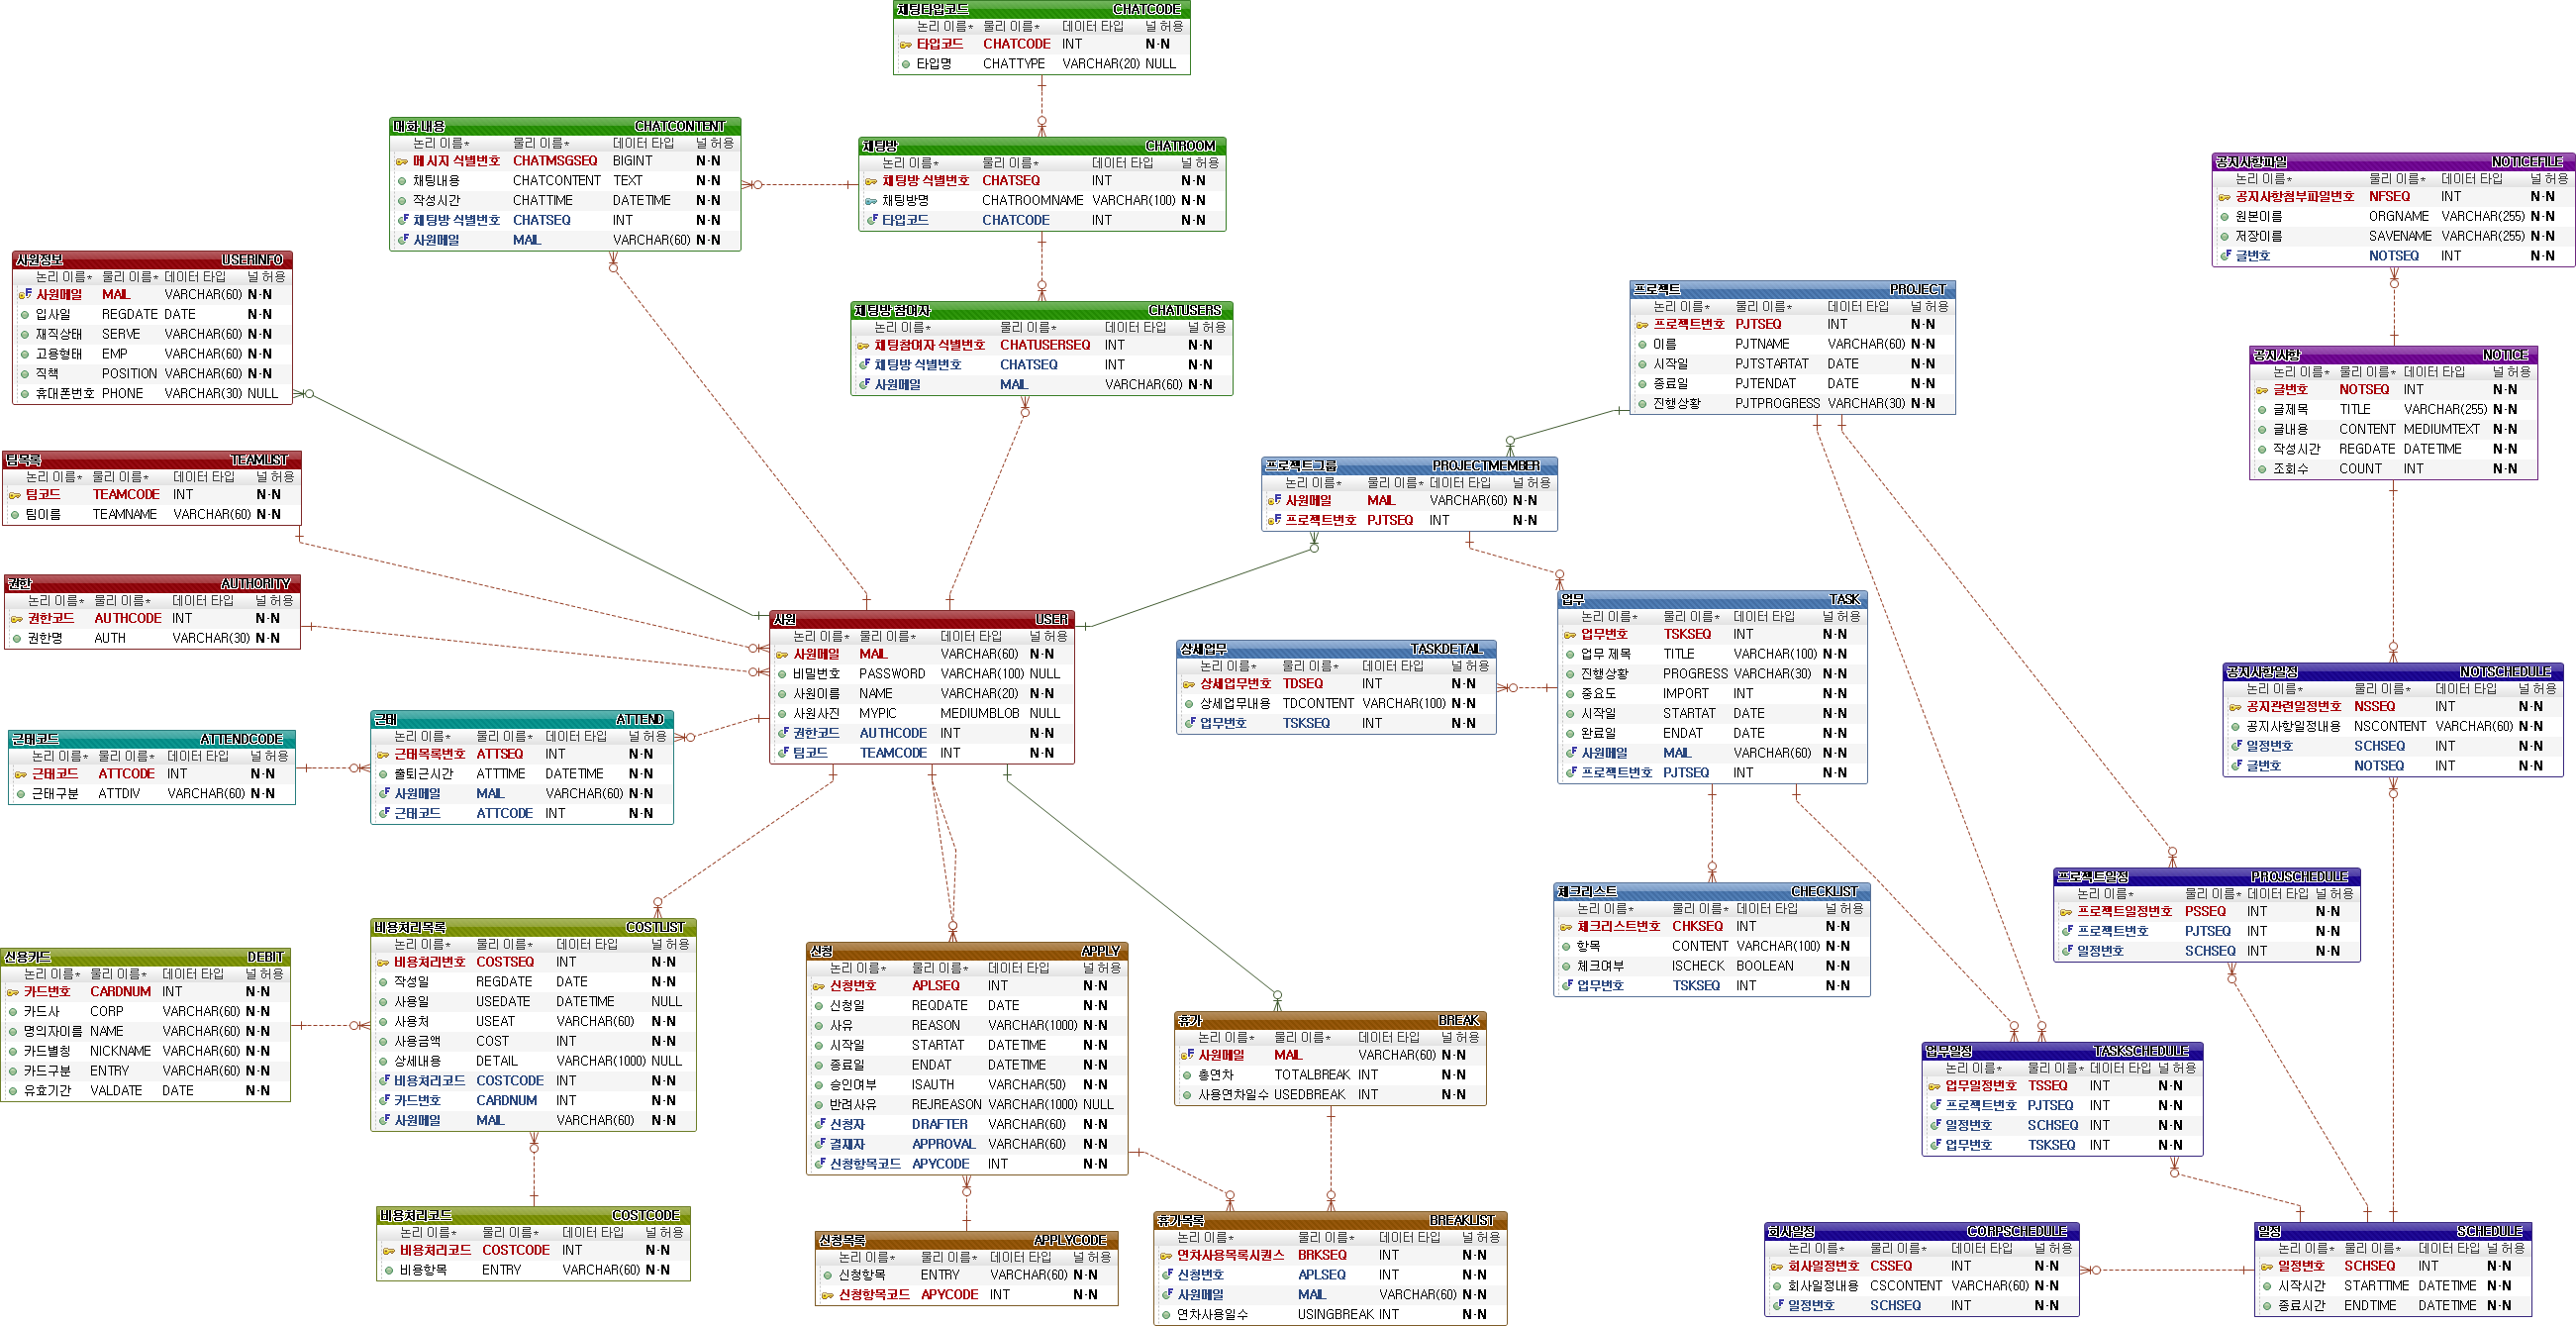 채팅타입코드 CHATCODE
논리 이름* 물리 이름* 데이터 타입 널 허용
타입코드 CHATCODE INT N-N
타입명 CHATTYPE VARCHAR(20) NULL
대화 내용 CHATCONTENT
논리 이름* 물리 이름* 데이터 타입 널 허용
메시지 식별번호 CHATMSGSEQ BIGINT N-N
채팅내용 CHATCONTENT TEXT N-N
작성시간 CHATTIME DATETIME N-N
채팅방 식별번호 CHATSEQ INT N-N
사원메일 MAIL VARCHAR(60) N-N
채팅방 CHATROOM
논리 이름* 물리 이름* 데이터 타입 널 허용
채팅방 식별번호 CHATSEQ INT N-N
채팅방명 CHATROOMNAME VARCHAR(100) N-N
타입코드 CHATCODE INT N-N
공지사항파일 NOTICEFILE
논리 이름* 물리 이름* 데이터 타입 널 허용
공지사항첨부파일번호 NFSEQ INT N-N
원본이름 ORGNAME VARCHAR(255) N-N
저장이름 SAVENAME VARCHAR(255) N-N
글번호 NOTSEQ INT N-N
사원정보 USERINFO
논리 이름* 물리 이름* 데이터 타입 널 허용
사원메일 MAIL VARCHAR(60) N-N
입사일 REGDATE DATE N-N
재직상태 SERVE VARCHAR(60) N-N
고용형태 EMP VARCHAR(60) N-N
직책 POSITION VARCHAR(60) N-N
휴대폰번호 PHONE VARCHAR(30) NULL
채팅방 참여자 CHATUSERS
논리 이름* 물리 이름* 데이터 타입 널 허용
채팅참여자 식별번호 CHATUSERSEQ INT N-N
채팅방 식별번호 CHATSEQ INT N-N
사원메일 MAIL VARCHAR(60) N-N
프로젝트 PROJECT
논리 이름* 물리 이름* 데이터 타입 널 허용
프로젝트번호 PJTSEQ INT N-N
이름 PJTNAME VARCHAR(60) N-N
시작일 PJTSTARTAT DATE N-N
종료일 PJTENDAT DATE N-N
진행상황 PJTPROGRESS VARCHAR(30) N-N
공지사항 NOTICE
논리 이름* 물리 이름* 데이터 타입 널 허용
글번호 NOTSEQ INT N-N
글제목 TITLE VARCHAR(255) N-N
글내용 CONTENT MEDIUMTEXT N-N
작성시간 REGDATE DATETIME N-N
조회수 COUNT INT N-N
팀목록 TEAMLIST
논리 이름* 물리 이름* 데이터 타입 널 허용
팀코드 TEAMCODE INT N-N
팀이름 TEAMNAME VARCHAR(60) N-N
프로젝트그룹 PROJECTMEMBER
논리 이름* 물리 이름* 데이터 타입 널 허용
사원메일 MAIL VARCHAR(60) N-N
프로젝트번호 PJTSEQ INT N-N
권한 AUTHORITY
논리 이름* 물리 이름* 데이터 타입 널 허용
권한코드 AUTHCODE INT N-N
권한명 AUTH VARCHAR(30) N-N
사원 USER
논리 이름* 물리 이름* 데이터 타입 널 허용
사원메일 MAIL VARCHAR(60) N-N
비밀번호 PASSWORD VARCHAR(100) NULL
사원이름 NAME VARCHAR(20) N-N
사원사진 MYPIC MEDIUMBLOB NULL
권한코드 AUTHCODE INT N-N
팀코드 TEAMCODE INT N-N
업무 TASK
논리 이름* 물리 이름* 데이터 타입 널 허용
업무번호 TSKSEQ INT N-N
업무 제목 TITLE VARCHAR(100) N-N
진행상황 PROGRESS VARCHAR(30) N-N
중요도 IMPORT INT N-N
시작일 STARTAT DATE N-N
완료일 ENDAT DATE N-N
사원메일 MAIL VARCHAR(60) N-N
프로젝트번호 PJTSEQ INT N-N
상세업무 TASKDETAIL
논리 이름* 물리 이름* 데이터 타입 널 허용
상세업무번호 TDSEQ INT N-N
상세업무내용 TDCONTENT VARCHAR(100) N-N
업무번호 TSKSEQ INT N-N
공지사항일정 NOTSCHEDULE
논리 이름* 물리 이름* 데이터 타입 널 허용
공지관련일정번호 NSSEQ INT N-N
공지사항일정내용 NSCONTENT VARCHAR(60) N-N
일정번호 SCHSEQ INT N-N
글번호 NOTSEQ INT N-N
근태코드 ATTENDCODE
논리 이름* 물리 이름* 데이터 타입 널 허용
근태코드 ATTCODE INT N-N
근태구분 ATTDIV VARCHAR(60) N-N
근태 ATTEND
논리 이름* 물리 이름* 데이터 타입 널 허용
근태목록번호 ATTSEQ INT N-N
출퇴근시간 ATTTIME DATETIME N-N
사원메일 MAIL VARCHAR(60) N-N
근태코드 ATTCODE INT N-N
체크리스트 CHECKLIST
논리 이름* 물리 이름* 데이터 타입 널 허용
체크리스트번호 CHKSEQ INT N-N
항목 CONTENT VARCHAR(100) N-N
체크여부 ISCHECK BOOLEAN N-N
업무번호 TSKSEQ INT N-N
프로젝트일정 PROJSCHEDULE
논리 이름* 물리 이름* 데이터 타입 널 허용
프로젝트일정번호 PSSEQ INT N-N
프로젝트번호 PJTSEQ INT N-N
일정번호 SCHSEQ INT N-N
신용카드 DEBIT
논리 이름* 물리 이름* 데이터 타입 널 허용
카드번호 CARDNUM INT N-N
카드사 CORP VARCHAR(60) N-N
명의자이름 NAME VARCHAR(60) N-N
카드별칭 NICKNAME VARCHAR(60) N-N
카드구분 ENTRY VARCHAR(60) N-N
유효기간 VALDATE DATE N-N
비용처리목록 COSTLIST
논리 이름* 물리 이름* 데이터 타입 널 허용
비용처리번호 COSTSEQ INT N-N
작성일 REGDATE DATE N-N
사용일 USEDATE DATETIME NULL
사용처 USEAT VARCHAR(60) N-N
사용금액 COST INT N-N
상세내용 DETAIL VARCHAR(1000) NULL
비용처리코드 COSTCODE INT N-N
카드번호 CARDNUM INT N-N
사원메일 MAIL VARCHAR(60) N-N
신청 APPLY
논리 이름* 물리 이름* 데이터 타입 널 허용
신청번호 APLSEQ INT N-N
신청일 REQDATE DATE N-N
사유 REASON VARCHAR(1000) N-N
시작일 STARTAT DATETIME N-N
종료일 ENDAT DATETIME N-N
승인여부 ISAUTH VARCHAR(50) N-N
반려사유 REJREASON VARCHAR(1000) NULL
신청자 DRAFTER VARCHAR(60) N-N
결재자 APPROVAL VARCHAR(60) N-N
신청항목코드 APYCODE INT N-N
휴가 BREAK
논리 이름* 물리 이름* 데이터 타입 널 허용
사원메일 MAIL VARCHAR(60) N-N
총연차 TOTALBREAK INT N-N
사용연차일수 USEDBREAK INT N-N
업무일정 TASKSCHEDULE
논리 이름* 물리 이름* 데이터 타입 널 허용
업무일정번호 TSSEQ INT N-N
프로젝트번호 PJTSEQ INT N-N
일정번호 SCHSEQ INT N-N
업무번호 TSKSEQ INT N-N
비용처리코드 COSTCODE
논리 이름* 물리 이름* 데이터 타입 널 허용
비용처리코드 COSTCODE INT N-N
비용항목 ENTRY VARCHAR(60) N-N
신청목록 APPLYCODE
논리 이름* 물리 이름* 데이터 타입 널 허용
신청항목 ENTRY VARCHAR(60) N-N
신청항목코드 APYCODE INT N-N
휴가목록 BREAKLIST
논리 이름* 물리 이름* 데이터 타입 널 허용
연차사용목록시퀀스 BRKSEQ INT N-N
신청번호 APLSEQ INT N-N
사원메일 MAIL VARCHAR(60) N-N
연차사용일수 USINGBREAK INT N-N
회사일정 CORPSCHEDULE
논리 이름* 물리 이름* 데이터 타입 널 허용
회사일정번호 CSSEQ INT N-N
회사일정내용 CSCONTENT VARCHAR(60) N-N
일정번호 SCHSEQ INT N-N
일정 SCHEDULE
논리 이름* 물리 이름* 데이터 타입 널 허용
일정번호 SCHSEQ INT N-N
시작시간 STARTTIME DATETIME N-N
종료시간 ENDTIME DATETIME N-N